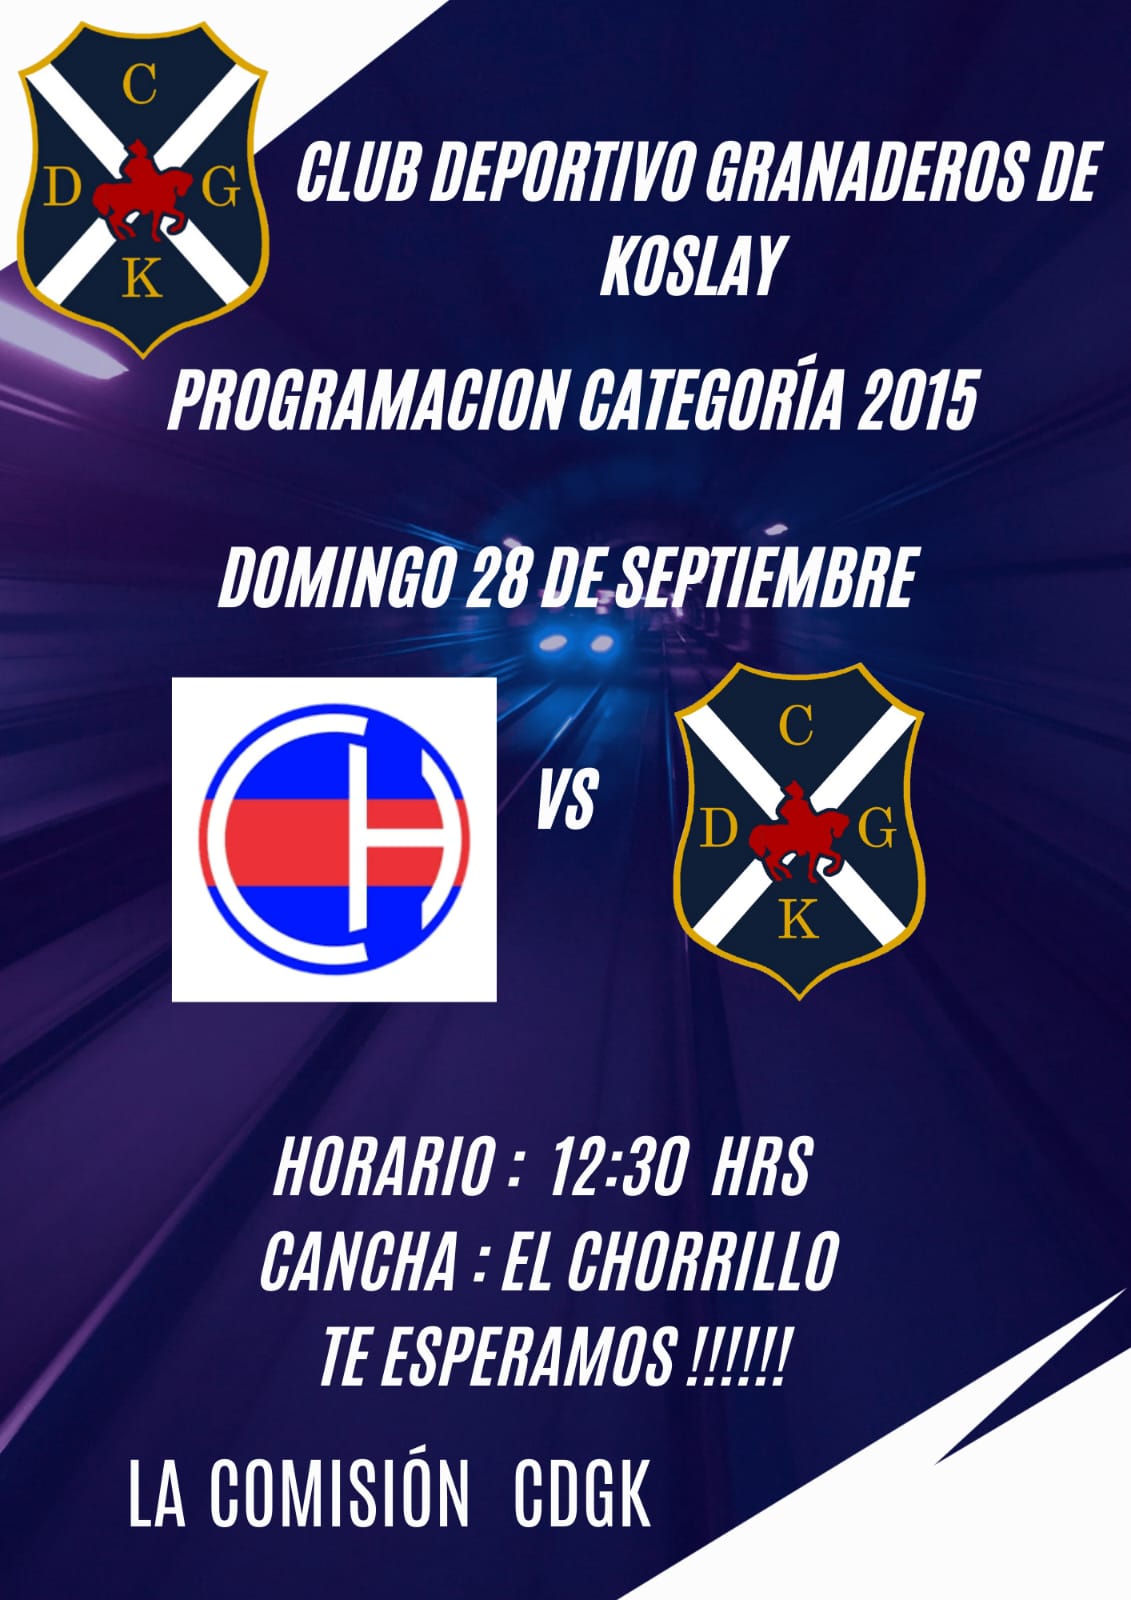 C
D G
K
CLUB DEPORTIVO GRANADEROS DE
KOSLAY
PROGRAMACION CATEGORÍA 2015
DOMINGO 28 DE SEPTIEMBRE
CH
VS
C
D G
K
HORARIO : 12:30 HRS
CANCHA : EL CHORRILLO
TE ESPERAMOS !!!!!!
LA COMISIÓN CDGK